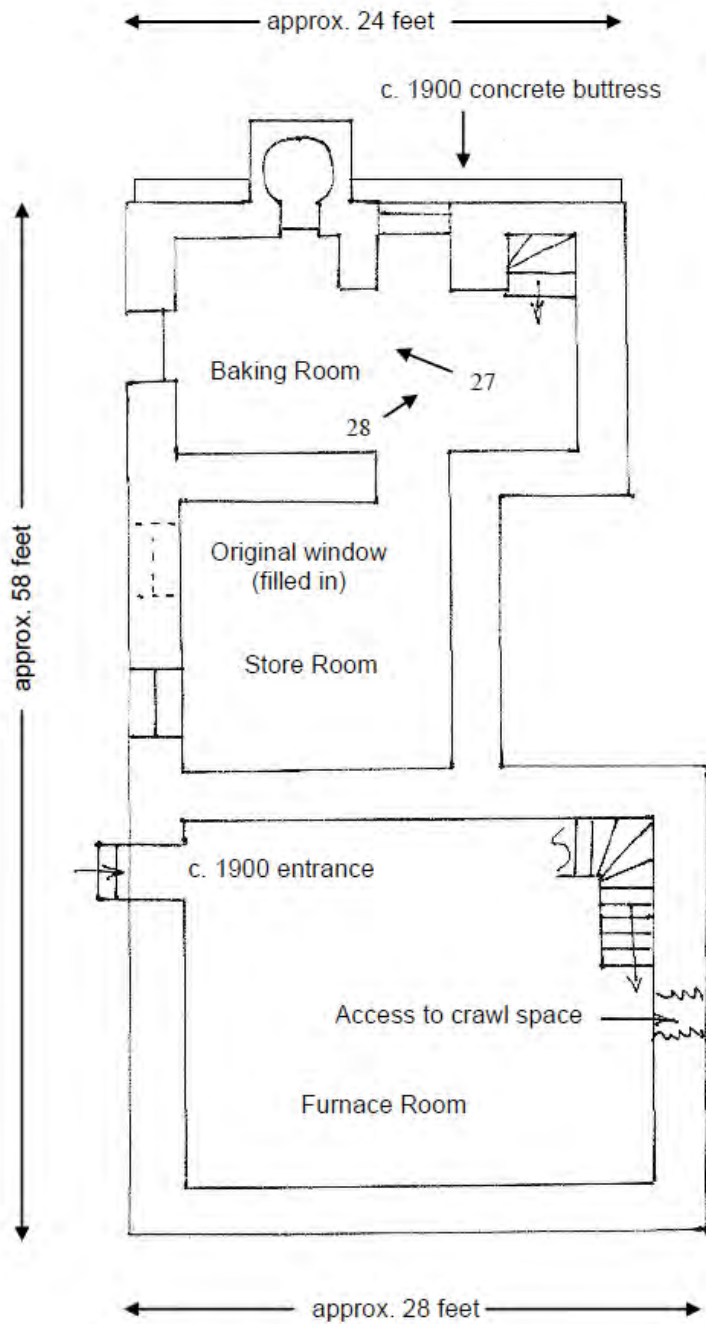 approx. 24 feet
c. 1900 concrete buttress
Baking Room
27
28
approx. 58 feet
Original window
(filled in)
Store Room
c. 1900 entrance
Access to crawl space
Furnace Room
approx. 28 feet